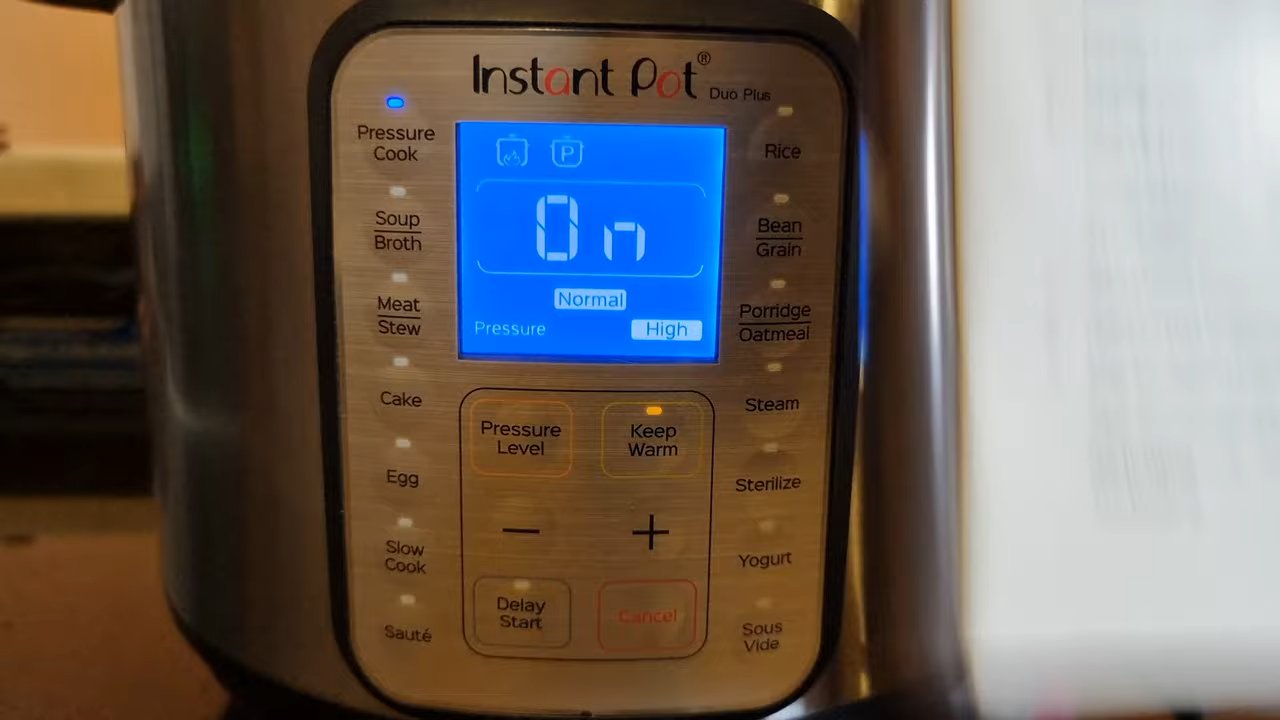 Instant Pot®
Duo Plus
Pressure
Cook
Soup
Broth
Meat
Stew
Cake
Egg
Slow
Cook
Sauté
P
On
Normal
Pressure High
Pressure
Level
Keep
Warm
− +
Delay
Start
Cancel
Rice
Bean
Grain
Porridge
Oatmeal
Steam
Sterilize
Yogurt
Sous
Vide